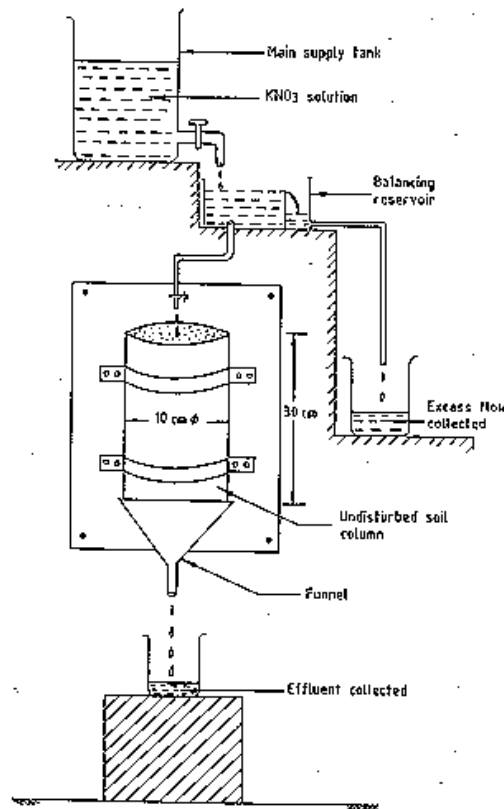 Main supply tank
KNO3 solution
Balancing
reservoir
10 cm φ
30 cm
Excess flow
collected
Undisturbed soil
column
Funnel
Effluent collected